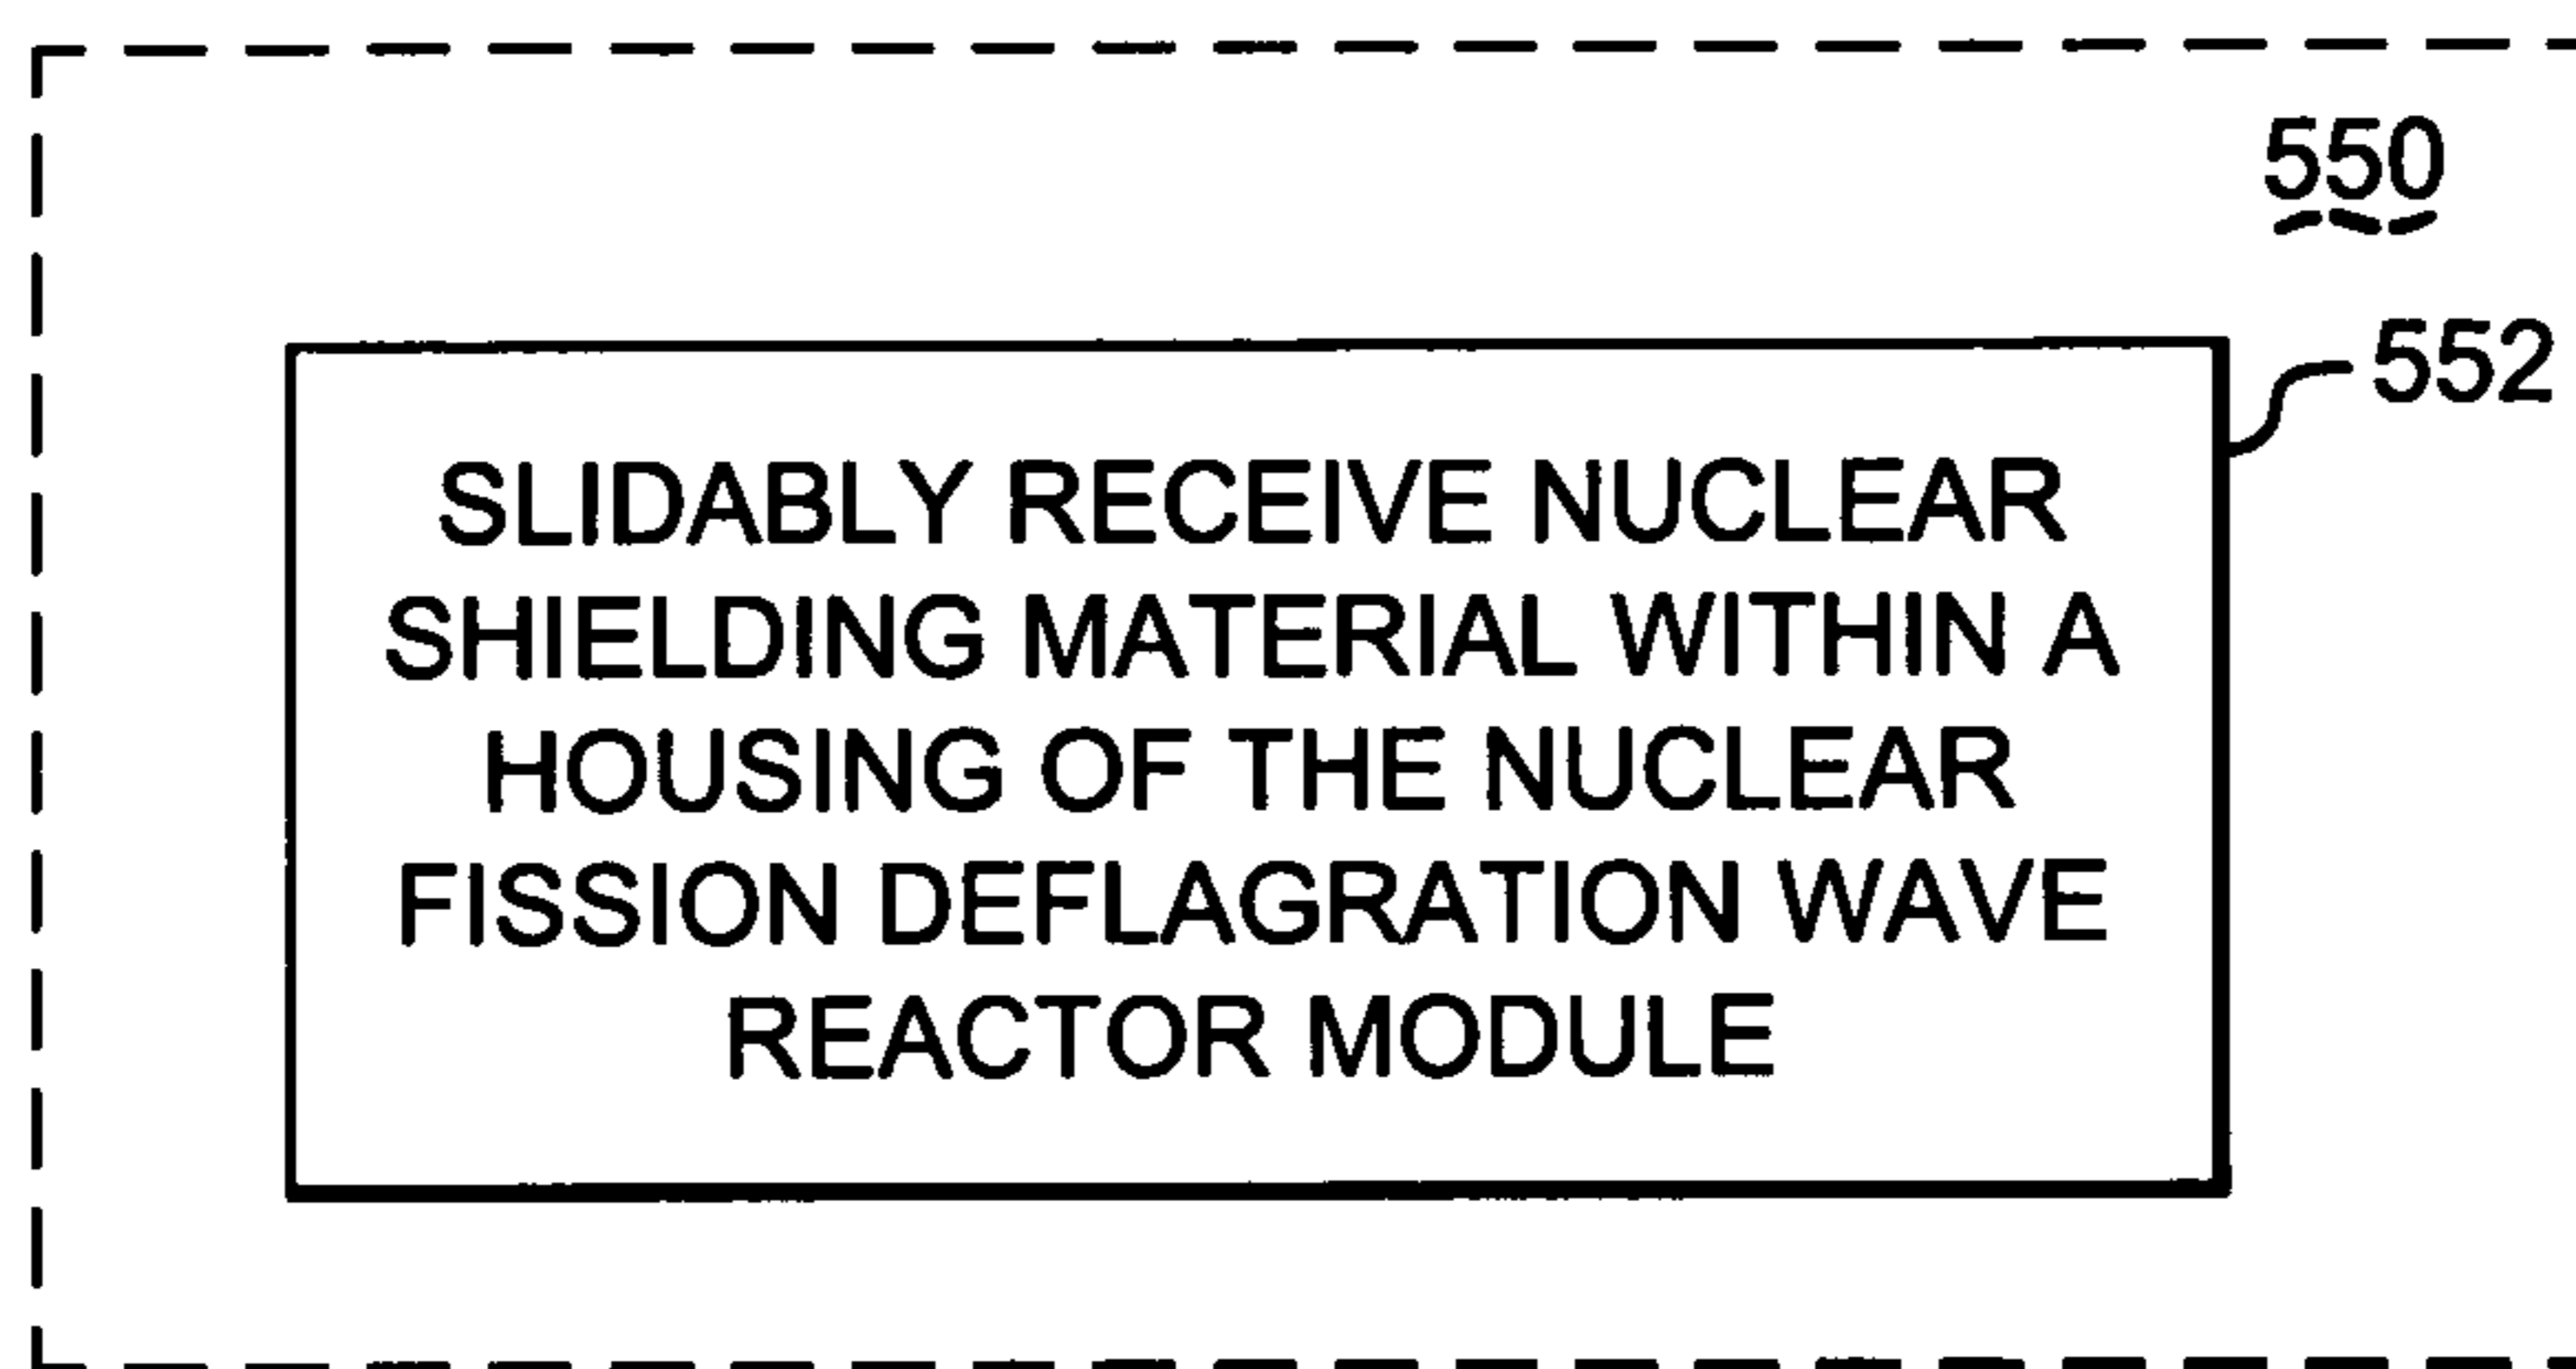 550
552
SLIDABLY RECEIVE NUCLEAR
SHIELDING MATERIAL WITHIN A
HOUSING OF THE NUCLEAR
FISSION DEFLAGRATION WAVE
REACTOR MODULE